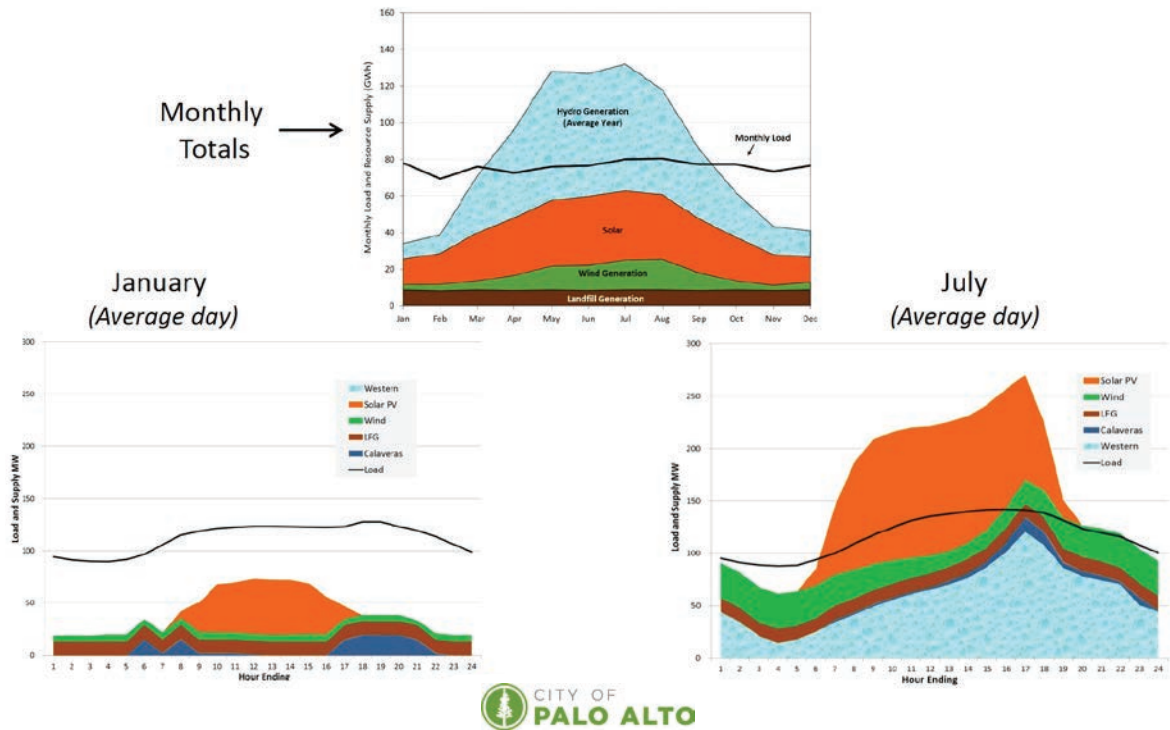 Monthly
Totals
Monthly Load and Resource Supply (GWh)
160
140
120
100
80
60
40
20
0
Hydro Generation
(Average Year)
Monthly Load
Solar
Wind Generation
Landfill Generation
Jan Feb Mar Apr May Jun Jul Aug Sep Oct Nov Dec
January
(Average day)
Load and Supply MW
300
250
200
150
100
50
0
Western
Solar PV
Wind
LFG
Calaveras
Load
1 2 3 4 5 6 7 8 9 10 11 12 13 14 15 16 17 18 19 20 21 22 23 24
Hour Ending
July
(Average day)
Load and Supply MW
300
250
200
150
100
50
0
Solar PV
Wind
LFG
Calaveras
Western
Load
1 2 3 4 5 6 7 8 9 10 11 12 13 14 15 16 17 18 19 20 21 22 23 24
Hour Ending
CITY OF
PALO ALTO